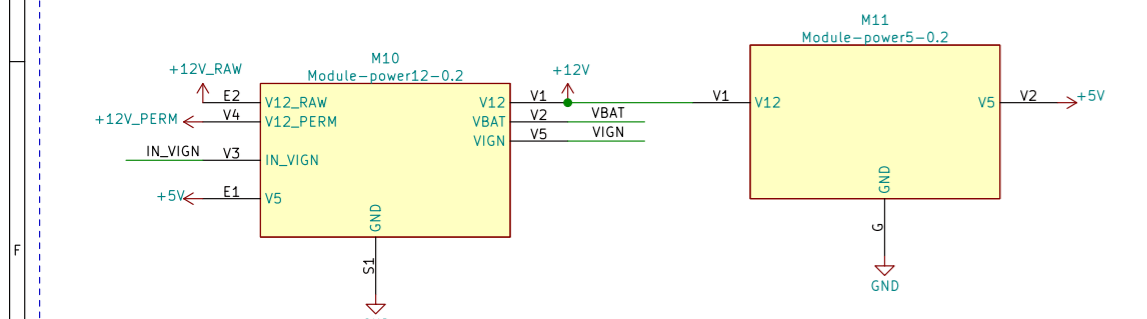 M11
Module-power5-0.2
M10
Module-power12-0.2
+12V_RAW
+12V
E2 V12_RAW V12 V1
V1 V12 V5 V2 +5V
+12V_PERM V4 V12_PERM VBAT V2 VBAT
VIGN V5 VIGN
IN_VIGN V3 IN_VIGN
+5V E1 V5
GND
GND
S1
G
F
GND